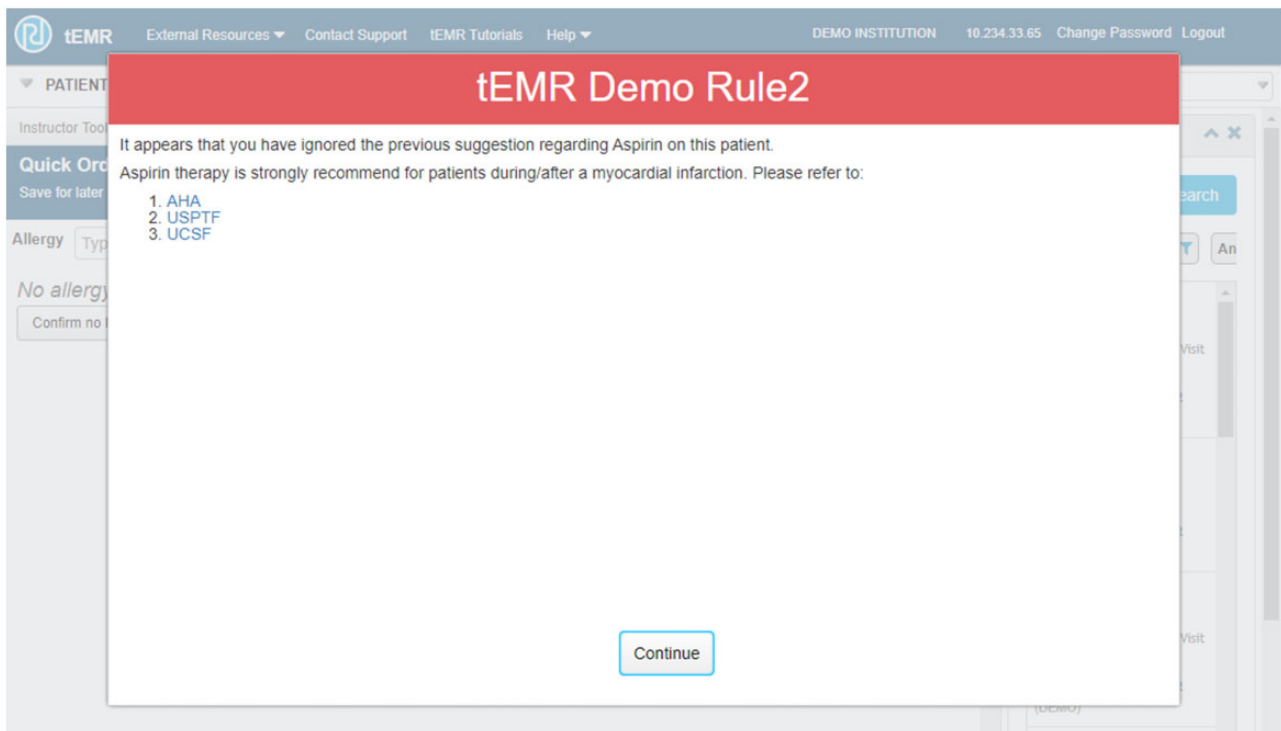 tEMR External Resources Contact Support tEMR Tutorials Help DEMO INSTITUTION 10.234.33.65 Change Password Logout
PATIENT
tEMR Demo Rule2
Instructor Tool
It appears that you have ignored the previous suggestion regarding Aspirin on this patient.
Quick Ord
Aspirin therapy is strongly recommend for patients during/after a myocardial infarction. Please refer to:
Save for later
earch
1. AHA
2. USPTF
3. UCSF
Allergy Typ
An
No allergy
Confirm no
Visit
Visit
Continue
(DEMO)